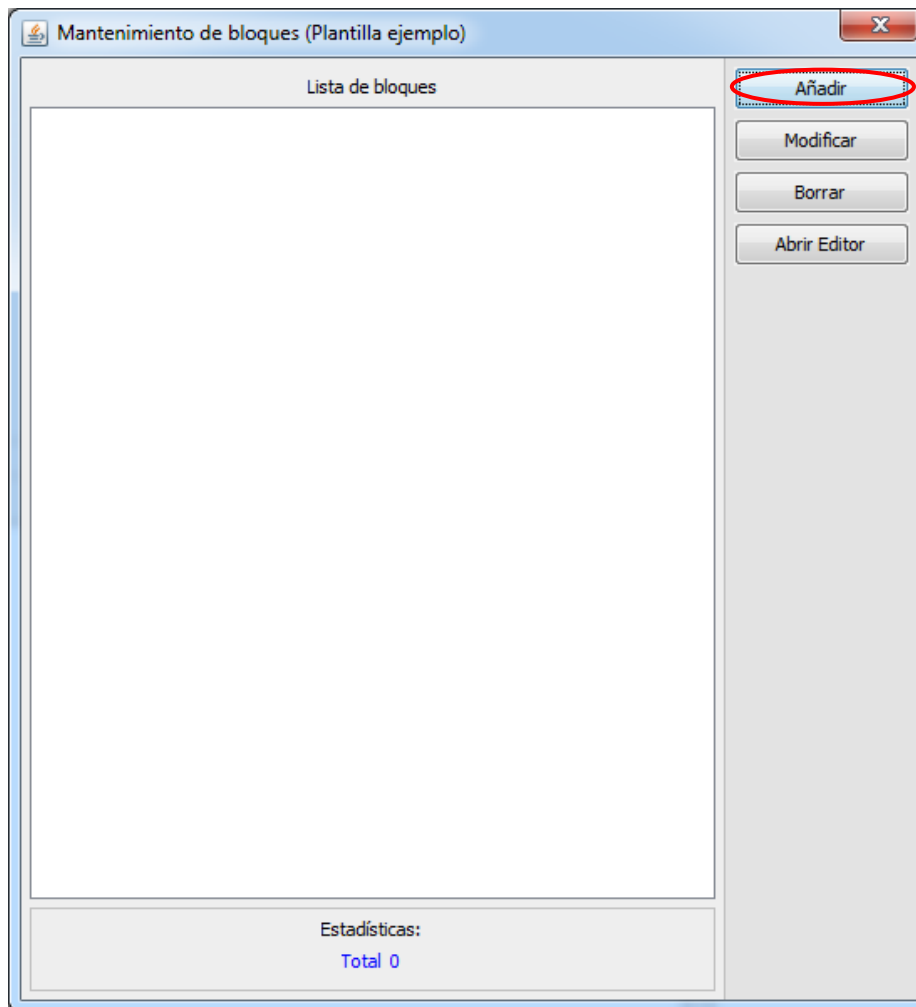 Mantenimiento de bloques (Plantilla ejemplo)
Lista de bloques
Añadir
Modificar
Borrar
Abrir Editor
Estadísticas:
Total 0